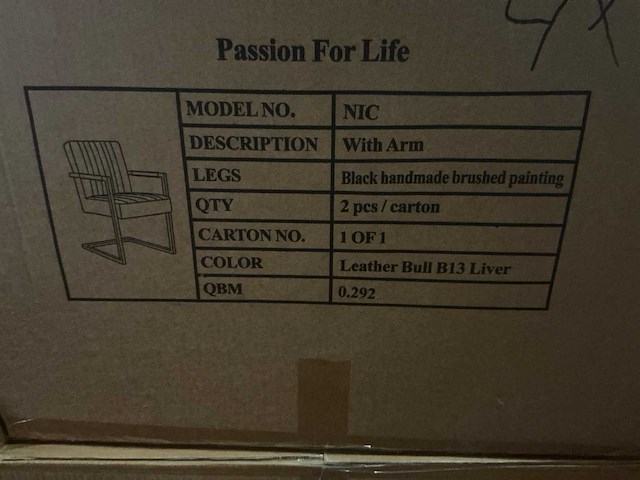 Passion For Life
MODEL NO. NIC
DESCRIPTION With Arm
LEGS Black handmade brushed painting
QTY 2 pcs / carton
CARTON NO. 1 OF 1
COLOR Leather Bull B13 Liver
QBM 0.292